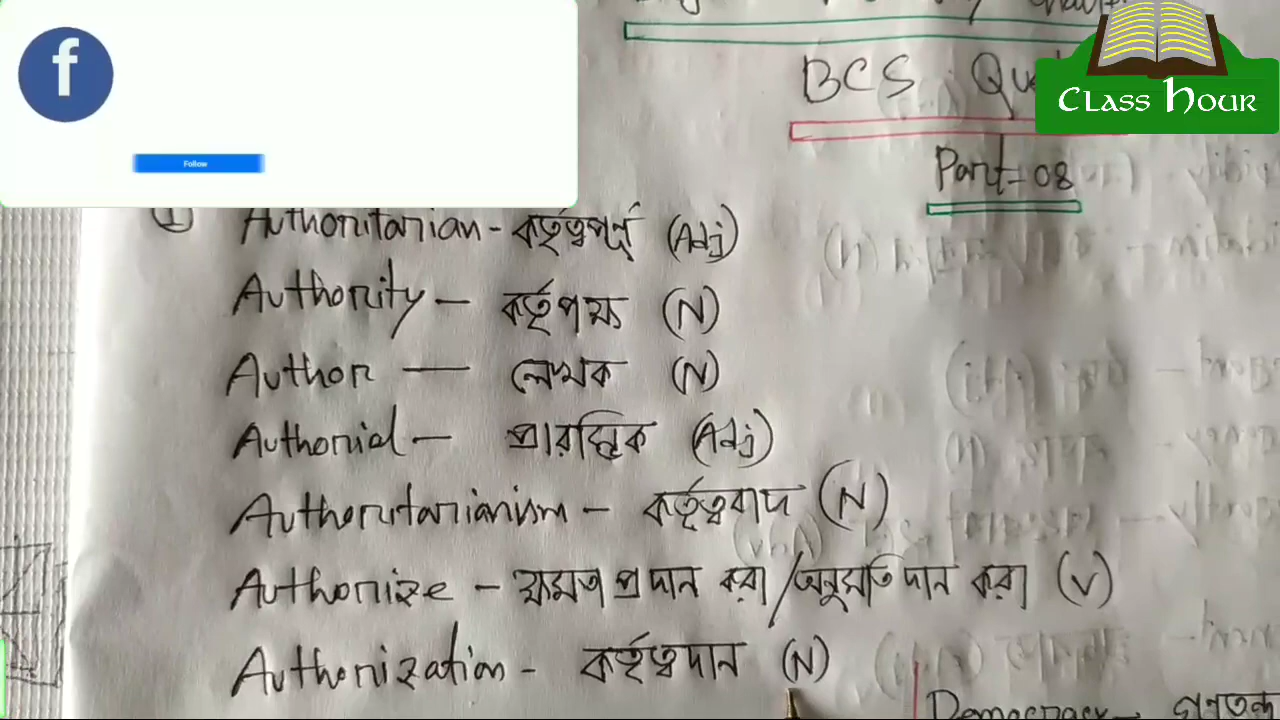 BCS
CLASS HOUR
Follow
Part-08
① Authoritarian - কর্তৃত্বপূর্ণ (Adj)
Authority — কর্তৃপক্ষ (N)
Author — লেখক (N)
Authorial — প্রারম্ভিক (Adj)
Authoritarianism - কর্তৃত্ববাদ (N)
Authorize - ক্ষমতা প্রদান করা/অনুমতি দান করা (V)
Authorization - কর্তৃত্বদান (N)
Democracy - গণতন্ত্র